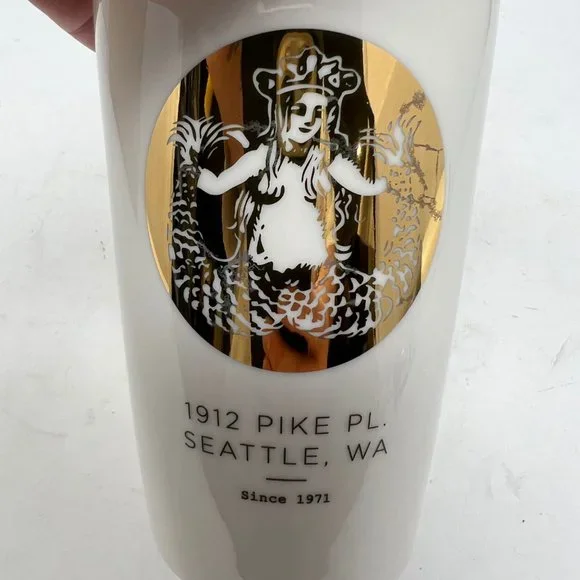 1912 PIKE PL.
SEATTLE, WA
Since 1971